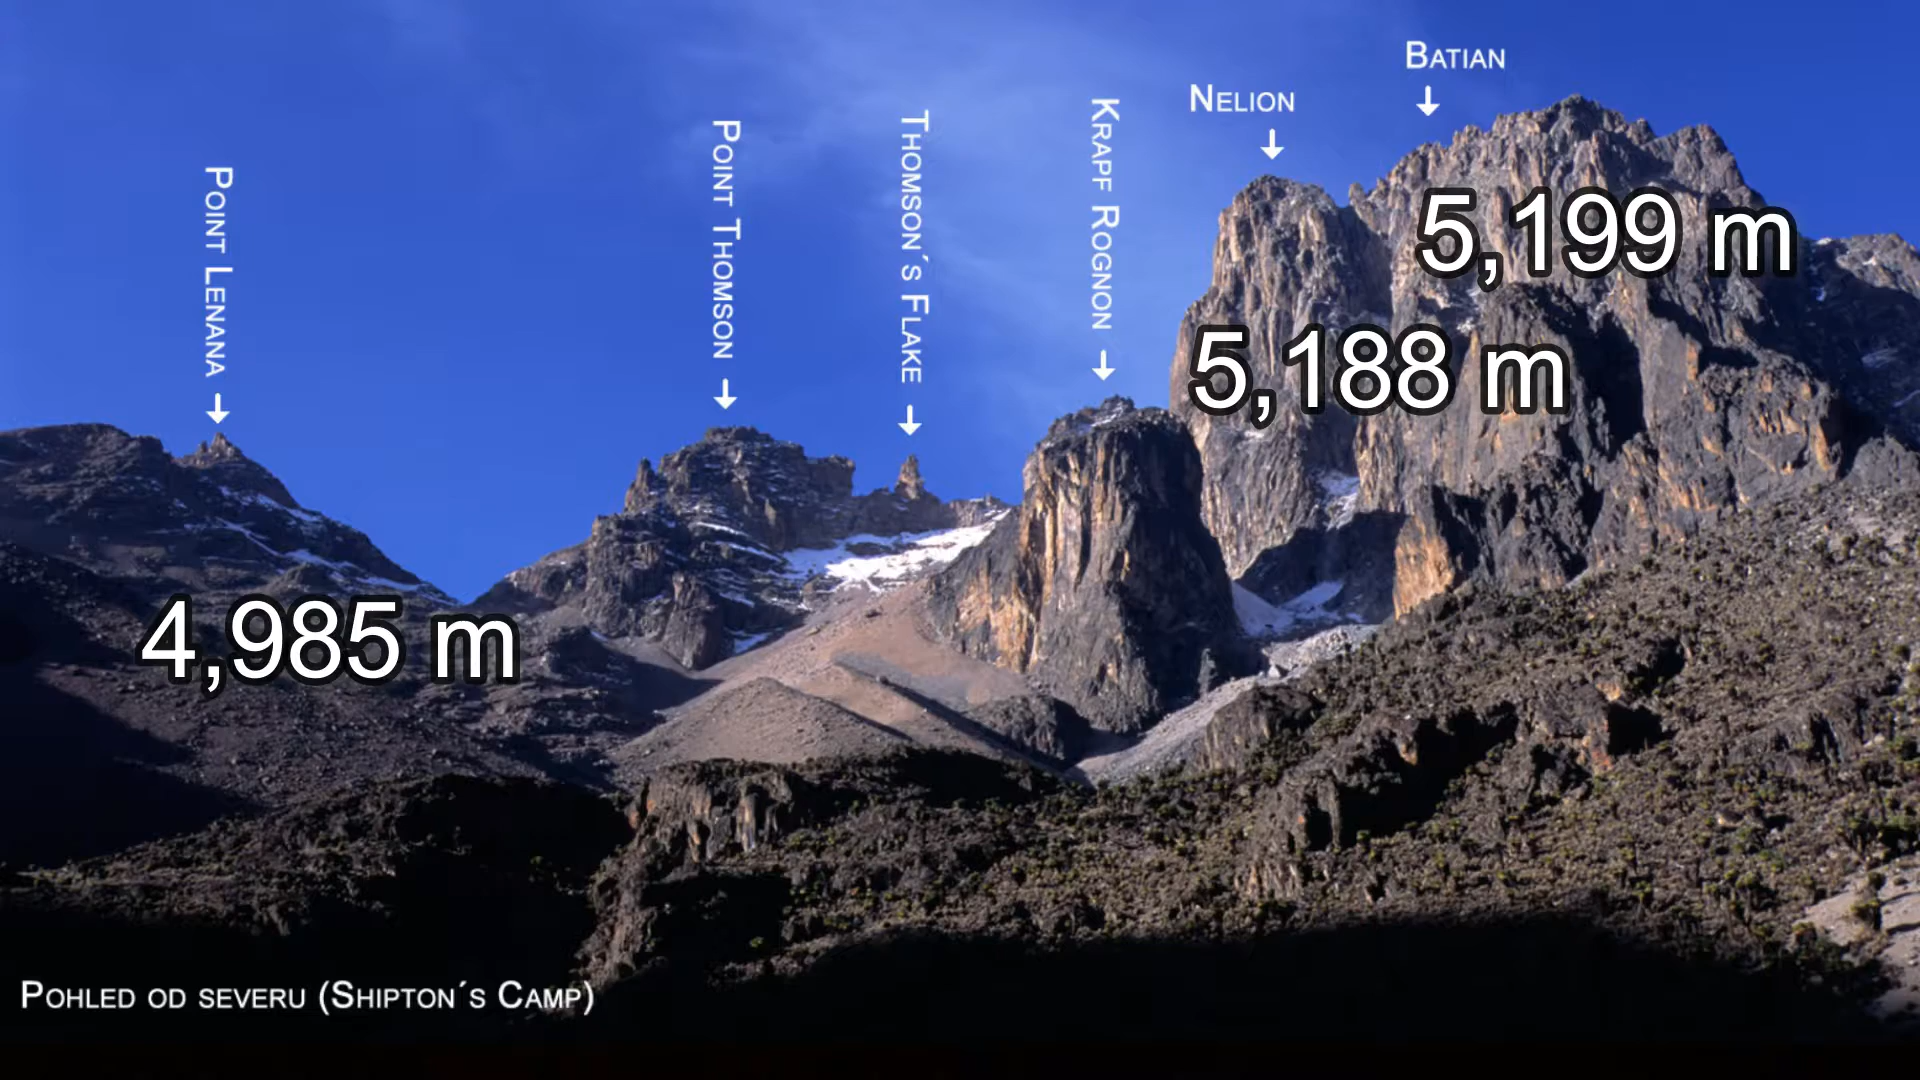 Batian
Nelion
Krapf Rognon
Thomson´s Flake
Point Thomson
Point Lenana
5,199 m
5,188 m
4,985 m
Pohled od severu (Shipton´s Camp)